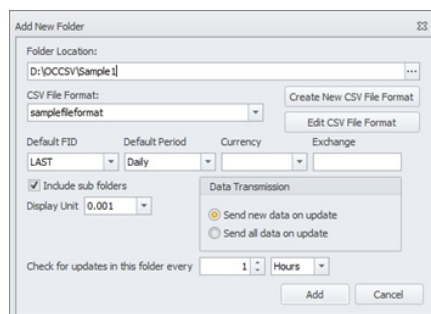 Add New Folder
Folder Location:
D:\OCCSV\Sample1
...
CSV File Format:
samplefileformat
Create New CSV File Format
Edit CSV File Format
Default FID Default Period Currency Exchange
LAST Daily
Include sub folders
Display Unit 0.001
Data Transmission
Send new data on update
Send all data on update
Check for updates in this folder every 1 Hours
Add Cancel